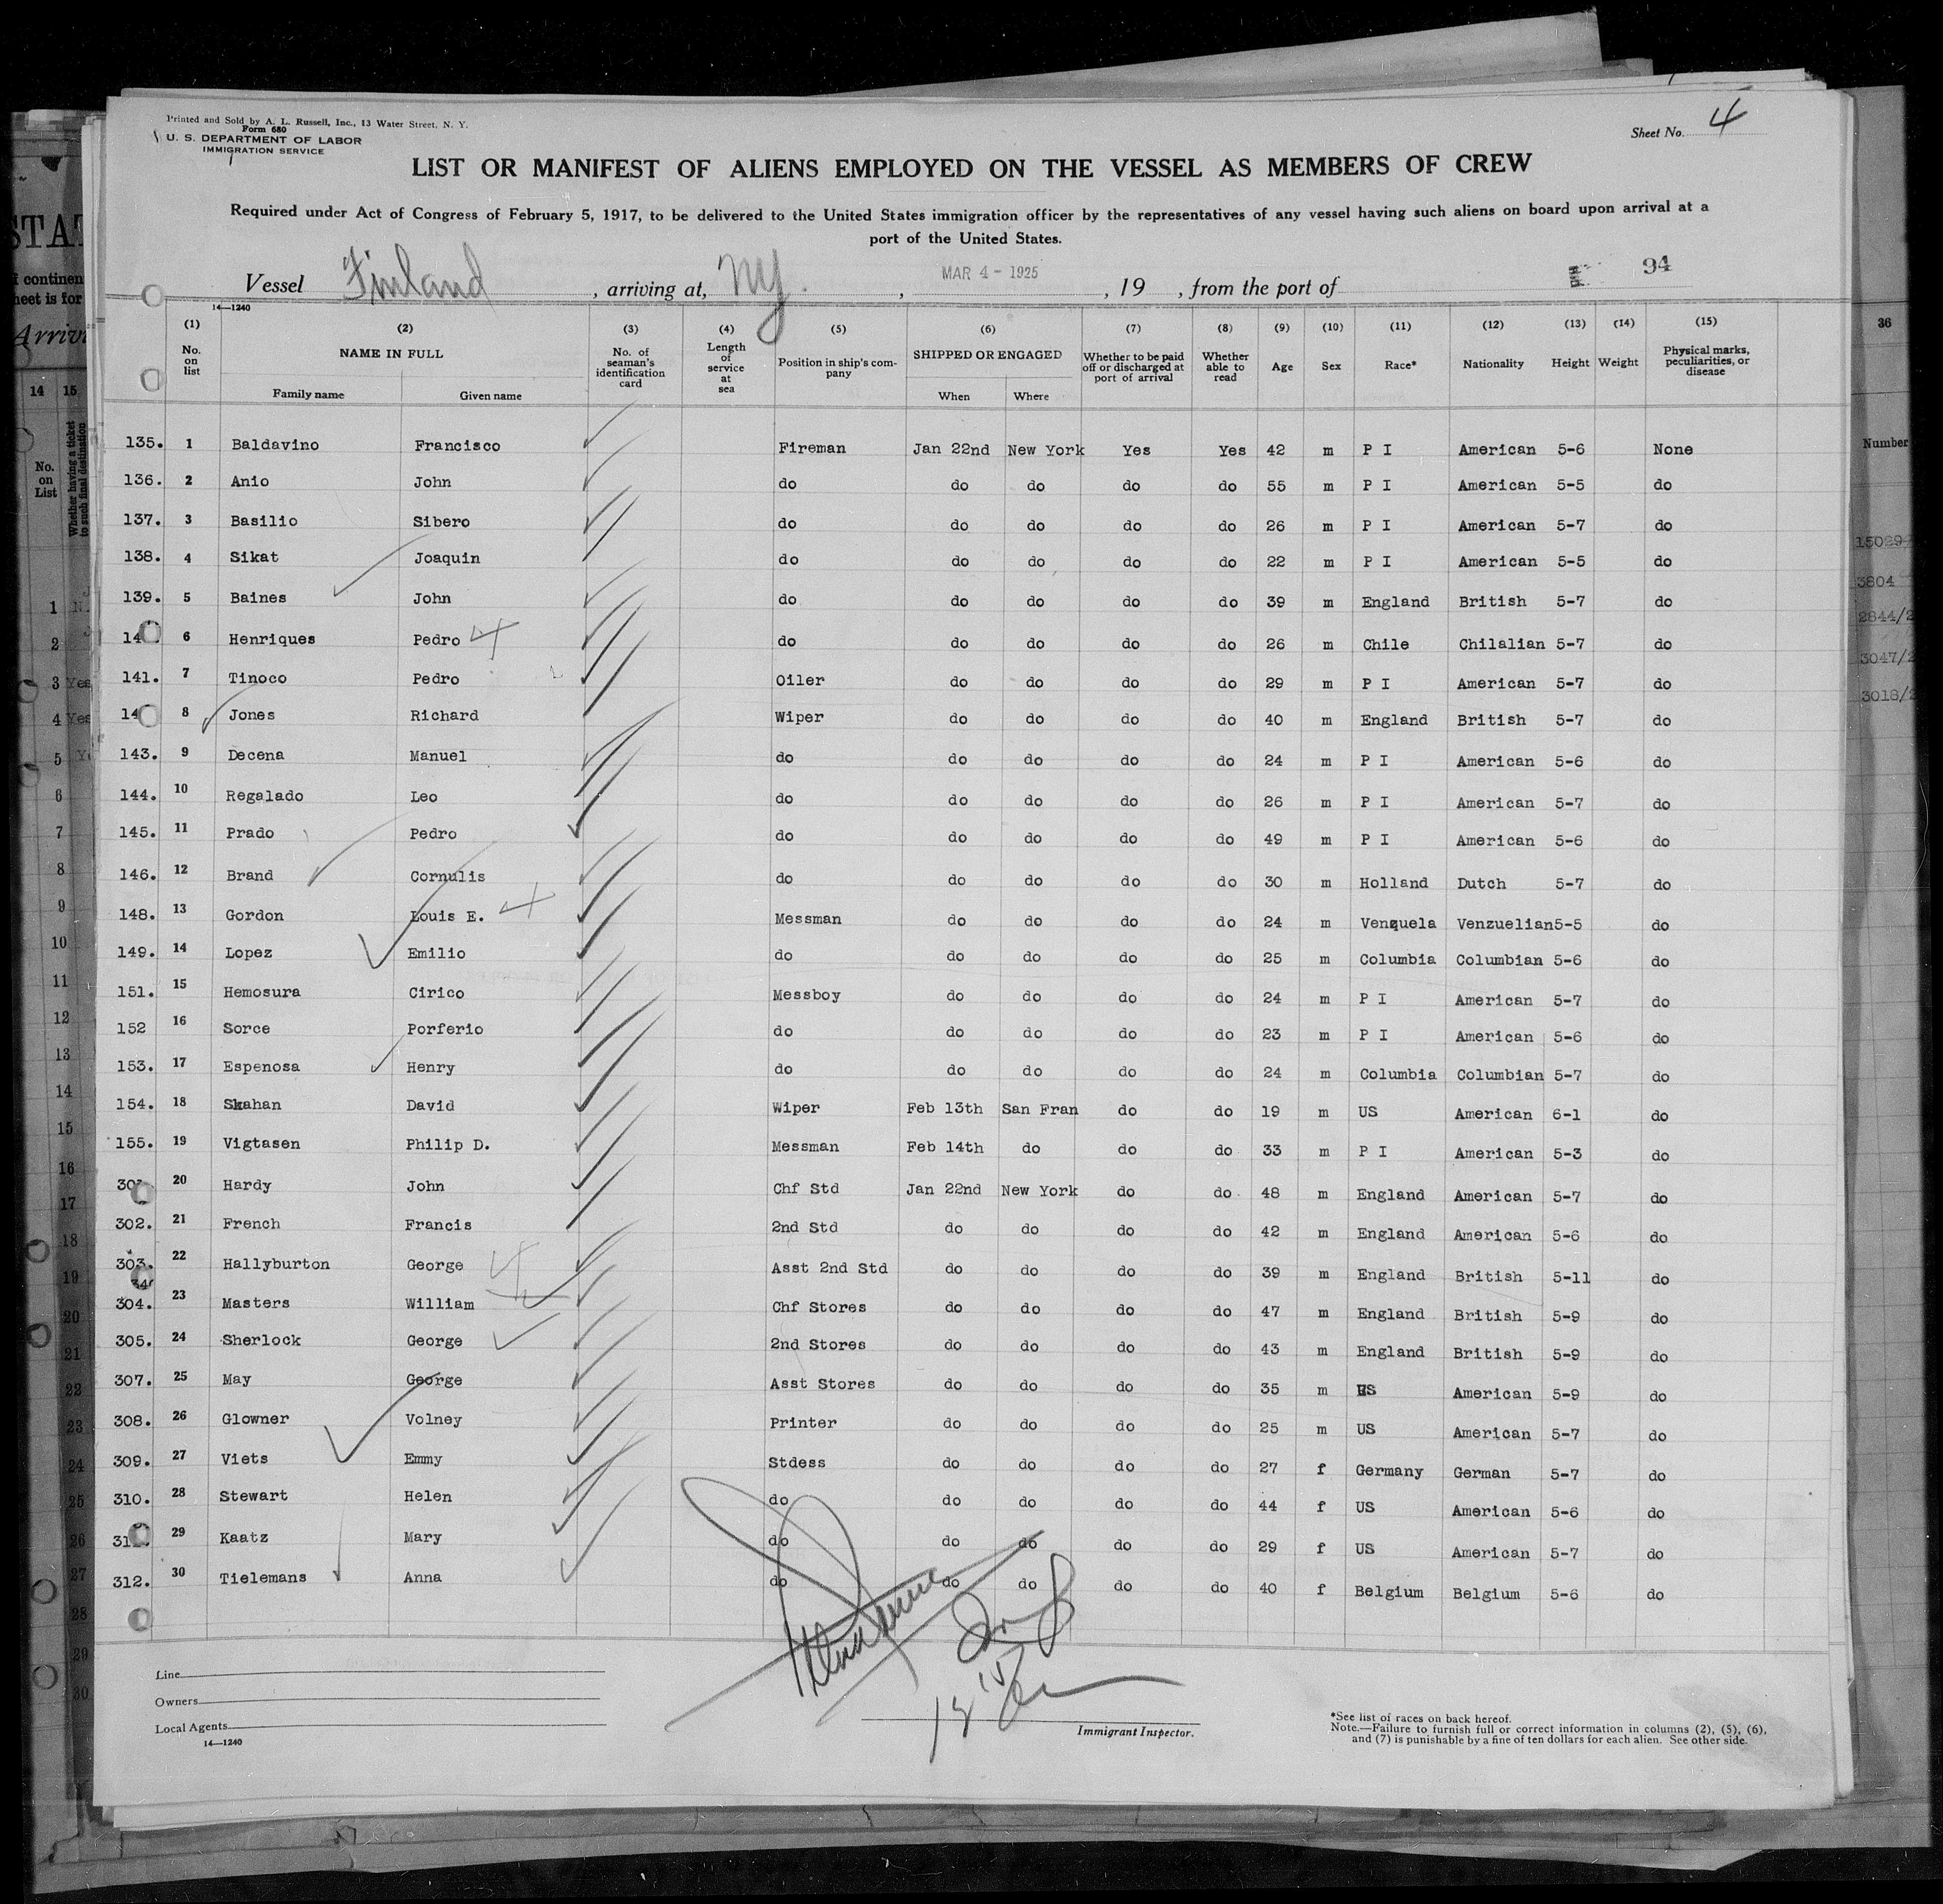 Printed and Sold by A. L. Russell, Inc., 13 Water Street, N. Y.
Form 680
U. S. DEPARTMENT OF LABOR
IMMIGRATION SERVICE
Sheet No. 4
LIST OR MANIFEST OF ALIENS EMPLOYED ON THE VESSEL AS MEMBERS OF CREW
Required under Act of Congress of February 5, 1917, to be delivered to the United States immigration officer by the representatives of any vessel having such aliens on board upon arrival at a
port of the United States.
Vessel Finland, arriving at, NY., MAR 4 - 1925, 19 , from the port of 94
14—1240
(1) (2) (3) (4) (5) (6) (7) (8) (9) (10) (11) (12) (13) (14) (15)
No. on list NAME IN FULL Family name Given name No. of seaman's identification card Length of service at sea Position in ship's company SHIPPED OR ENGAGED When Where Whether to be paid off or discharged at port of arrival Whether able to read Age Sex Race* Nationality Height Weight Physical marks, peculiarities, or disease
135. 1 Baldavino Francisco Fireman Jan 22nd New York Yes Yes 42 m P I American 5-6 None
136. 2 Anio John do do do do do 55 m P I American 5-5 do
137. 3 Basilio Sibero do do do do do 26 m P I American 5-7 do
138. 4 Sikat Joaquin do do do do do 22 m P I American 5-5 do
139. 5 Baines John do do do do do 39 m England British 5-7 do
14 6 Henriques Pedro do do do do do 26 m Chile Chilalian 5-7 do
141. 7 Tinoco Pedro Oiler do do do do 29 m P I American 5-7 do
14 8 Jones Richard Wiper do do do do 40 m England British 5-7 do
143. 9 Decena Manuel do do do do do 24 m P I American 5-6 do
144. 10 Regalado Leo do do do do do 26 m P I American 5-7 do
145. 11 Prado Pedro do do do do do 49 m P I American 5-6 do
146. 12 Brand Cornulis do do do do do 30 m Holland Dutch 5-7 do
148. 13 Gordon Louis E. Messman do do do do 24 m Venquela Venzuelian 5-5 do
149. 14 Lopez Emilio do do do do do 25 m Columbia Columbian 5-6 do
151. 15 Hemosura Cirico Messboy do do do do 24 m P I American 5-7 do
152 16 Sorce Porferio do do do do do 23 m P I American 5-6 do
153. 17 Espenosa Henry do do do do do 24 m Columbia Columbian 5-7 do
154. 18 Skahan David Wiper Feb 13th San Fran do do 19 m US American 6-1 do
155. 19 Vigtasen Philip D. Messman Feb 14th do do do 33 m P I American 5-3 do
30 20 Hardy John Chf Std Jan 22nd New York do do 48 m England American 5-7 do
302. 21 French Francis 2nd Std do do do do 42 m England American 5-6 do
303. 22 Hallyburton George Asst 2nd Std do do do do 39 m England British 5-11 do
304. 23 Masters William Chf Stores do do do do 47 m England British 5-9 do
305. 24 Sherlock George 2nd Stores do do do do 43 m England British 5-9 do
307. 25 May George Asst Stores do do do do 35 m US American 5-9 do
308. 26 Glowner Volney Printer do do do do 25 m US American 5-7 do
309. 27 Viets Emmy Stdess do do do do 27 f Germany German 5-7 do
310. 28 Stewart Helen do do do do do 44 f US American 5-6 do
31 29 Kaatz Mary do do do do do 29 f US American 5-7 do
312. 30 Tielemans Anna do do do do do 40 f Belgium Belgium 5-6 do
Line
Owners
Local Agents
14—1240
Immigrant Inspector.
*See list of races on back hereof.
Note.—Failure to furnish full or correct information in columns (2), (5), (6),
and (7) is punishable by a fine of ten dollars for each alien. See other side.